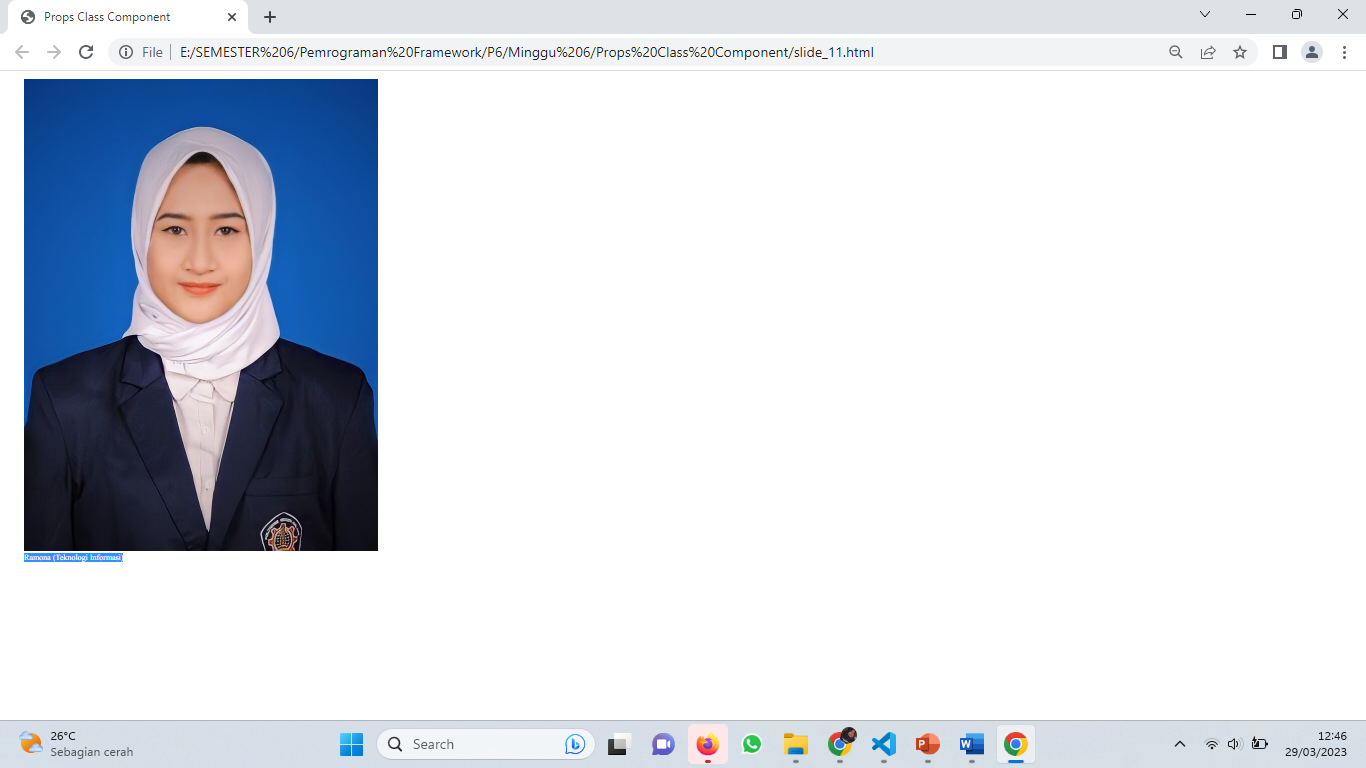 Props Class Component
File
E:/SEMESTER%206/Pemrograman%20Framework/P6/Minggu%206/Props%20Class%20Component/slide_11.html
Ramona (Teknologi Informasi)
26°C
Sebagian cerah
Search
12:46
29/03/2023